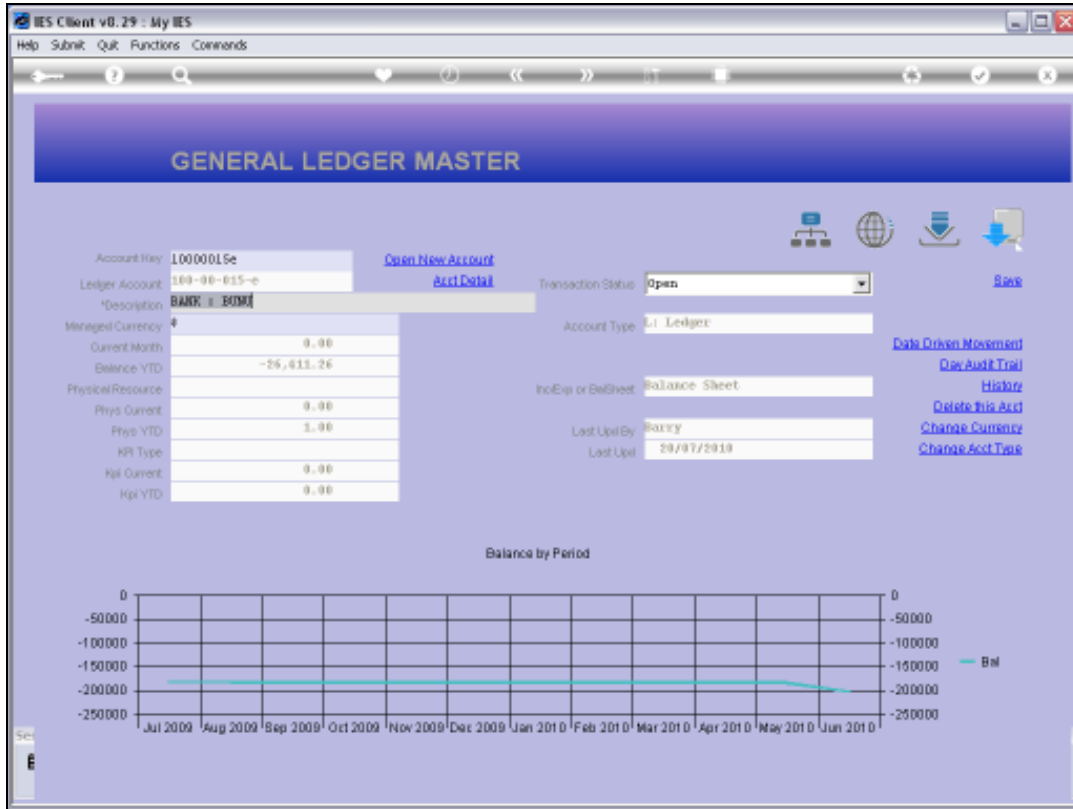 IES Client v8.29 : My IES
Help Submit Quit Functions Commands
GENERAL LEDGER MASTER
Account Key 10000015e Open New Account
Ledger Account 100-00-015-e Acct Detail Transaction Status Open Save
*Description BANK :
Managed Currency # Account Type L: Ledger
Current Month 0.00 Date Driven Movement
Balance YTD -26,411.26 Day Audit Trail
Physical Resource Inc/Exp or BalSheet Balance Sheet History
Phys Current 0.00 Delete this Acct
Phys YTD 1.00 Last Upd By Barry Change Currency
KPI Type Last Upd 20/07/2010 Change Acct Type
Kpi Current 0.00
Kpi YTD 0.00
Balance by Period
0 0
-50000 -50000
-100000 -100000
-150000 -150000 Bal
-200000 -200000
-250000 -250000
Jul 2009 Aug 2009 Sep 2009 Oct 2009 Nov 2009 Dec 2009 Jan 2010 Feb 2010 Mar 2010 Apr 2010 May 2010 Jun 2010